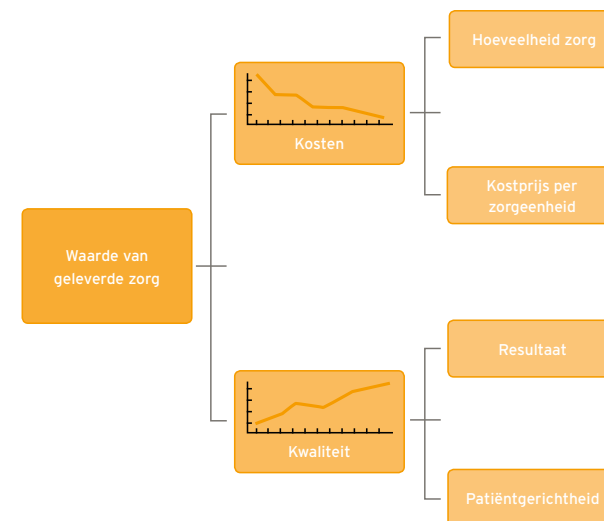 Hoeveelheid zorg
Kosten
Kostprijs per
zorgeenheid
Waarde van
geleverde zorg
Resultaat
Kwaliteit
Patiëntgerichtheid